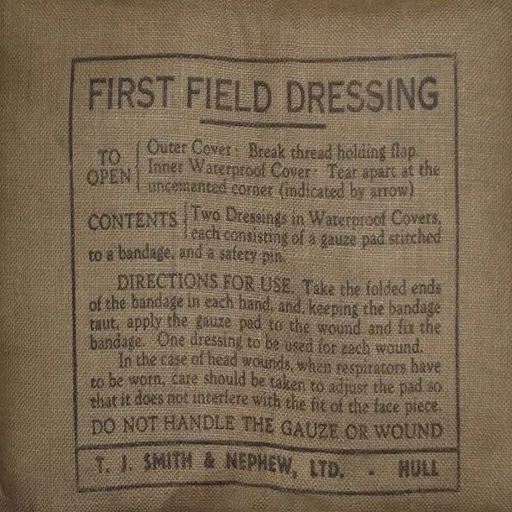 FIRST FIELD DRESSING
TO OPEN { Outer Cover: Break thread holding flap.
Inner Waterproof Cover: Tear apart at the
uncemented corner (indicated by arrow)
CONTENTS { Two Dressings in Waterproof Covers,
each consisting of a gauze pad stitched
to a bandage, and a safety pin.
DIRECTIONS FOR USE. Take the folded ends
of the bandage in each hand, and, keeping the bandage
taut, apply the gauze pad to the wound and fix the
bandage. One dressing to be used for each wound.
In the case of head wounds, when respirators have
to be worn, care should be taken to adjust the pad so
that it does not interfere with the fit of the face piece.
DO NOT HANDLE THE GAUZE OR WOUND
T. J. SMITH & NEPHEW, LTD. - HULL